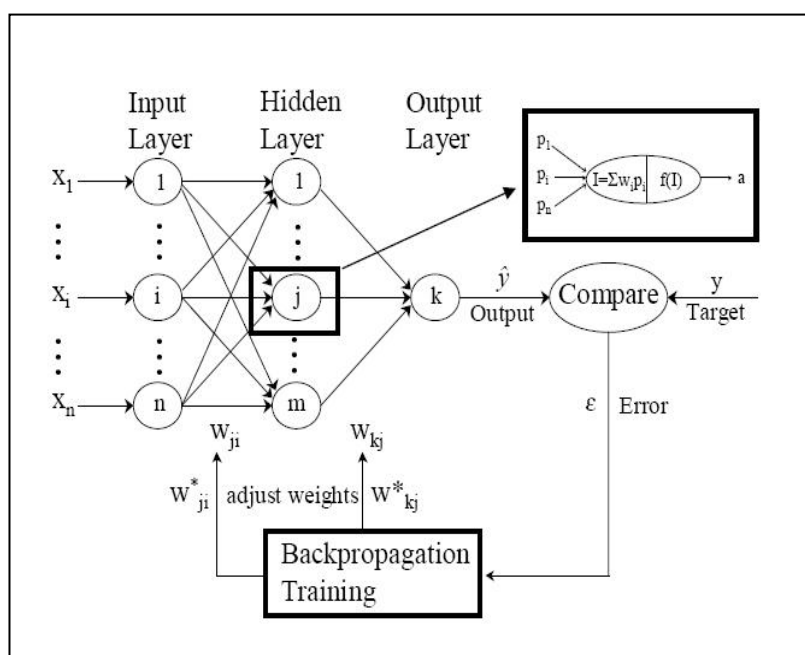 Input Layer
Hidden Layer
Output Layer
x₁
1
1
p₁
pᵢ
pₙ
I=Σwᵢpᵢ
f(I)
a
xᵢ
i
j
k
ŷ
Output
Compare
y
Target
xₙ
n
m
ε
Error
wⱼᵢ
wₖⱼ
w*ⱼᵢ
adjust weights
w*ₖⱼ
Backpropagation
Training